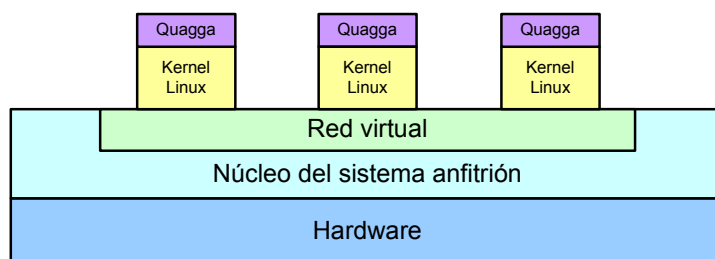 Quagga
Quagga
Quagga
Kernel
Linux
Kernel
Linux
Kernel
Linux
Red virtual
Núcleo del sistema anfitrión
Hardware